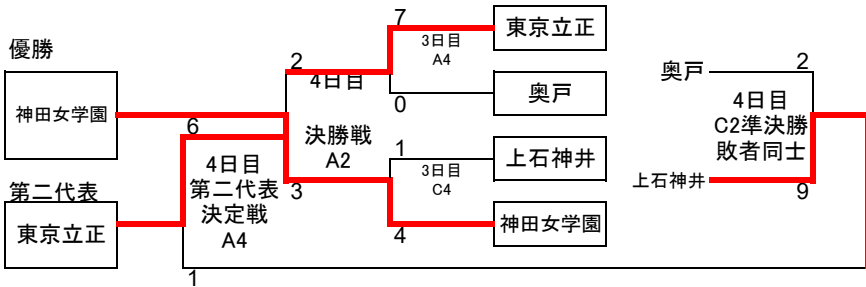 優勝
神田女学園
第二代表
東京立正
6
4日目
第二代表
決定戦
A4
1
2
4日目
決勝戦
A2
3
7
3日目
A4
0
1
3日目
C4
4
東京立正
奥戸
上石神井
神田女学園
奥戸
2
4日目
C2準決勝
敗者同士
上石神井
9